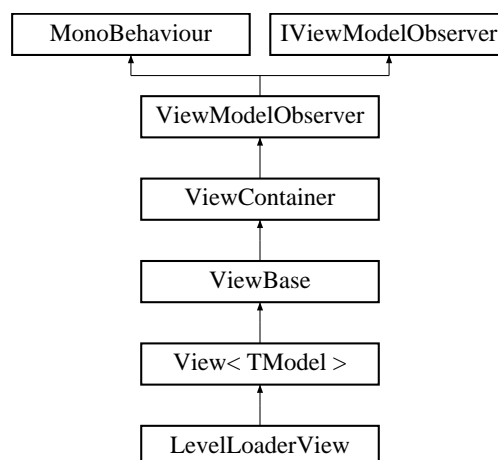 MonoBehaviour
IViewModelObserver
ViewModelObserver
ViewContainer
ViewBase
View< TModel >
LevelLoaderView